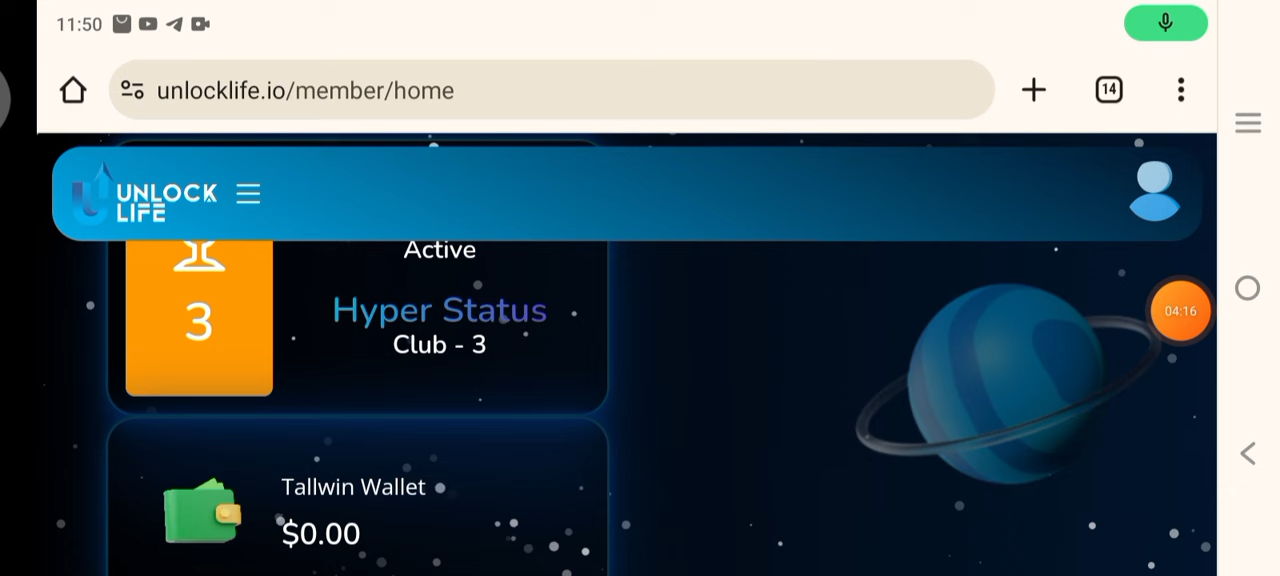 11:50
unlocklife.io/member/home
14
UNLOCK
LIFE
Active
3
Hyper Status
Club - 3
04:16
Tallwin Wallet
$0.00